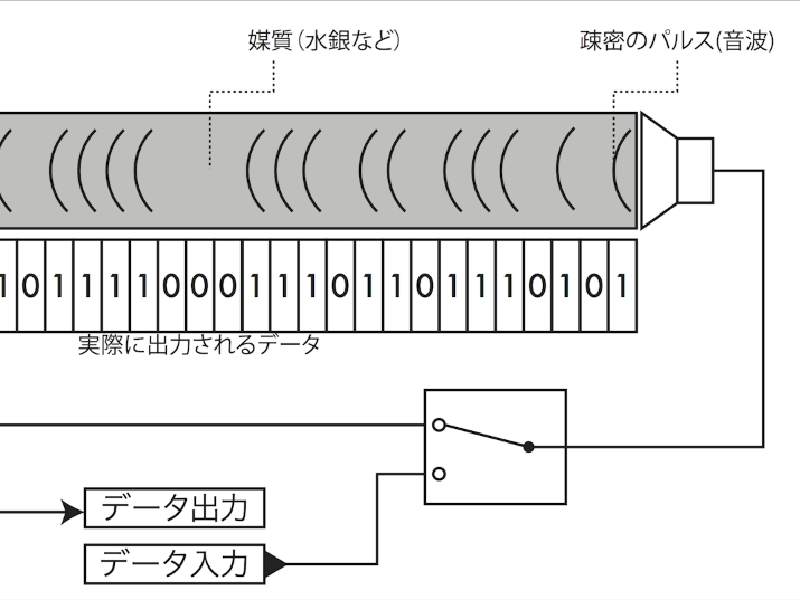 媒質(水銀など)
疎密のパルス(音波)
1 0 1 1 1 1 0 0 0 1 1 1 0 1 1 0 1 1 1 0 1 0 1
実際に出力されるデータ
データ出力
データ入力